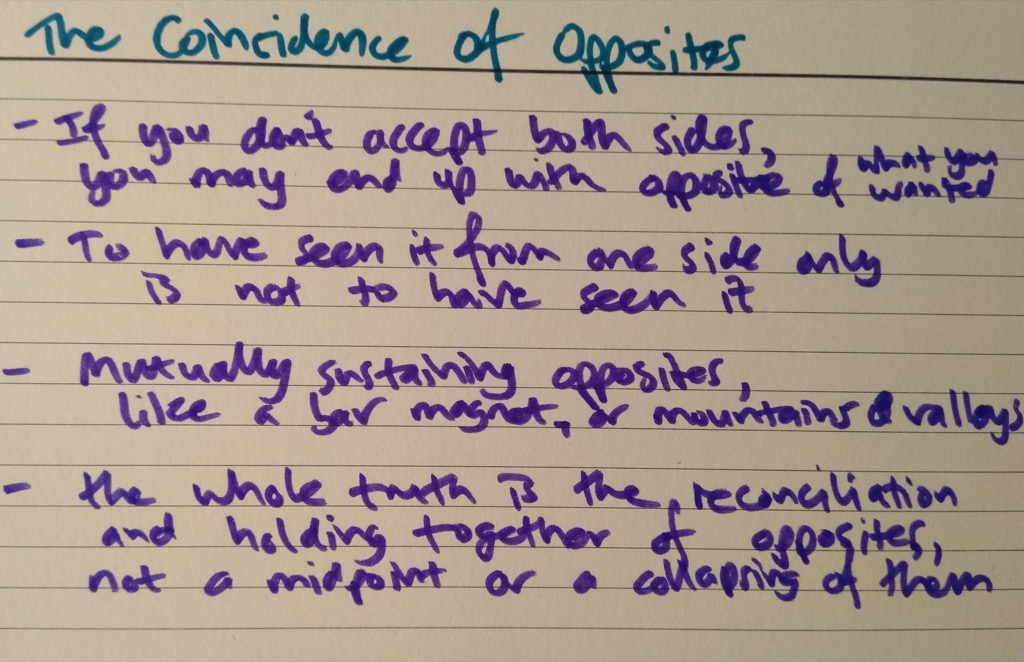 The Coincidence of Opposites
- If you don't accept both sides,
you may end up with opposite of what you wanted
- To have seen it from one side only
is not to have seen it
- Mutually sustaining opposites,
like a bar magnet, or mountains & valleys
- the whole truth is the reconciliation
and holding together of opposites,
not a midpoint or a collapsing of them